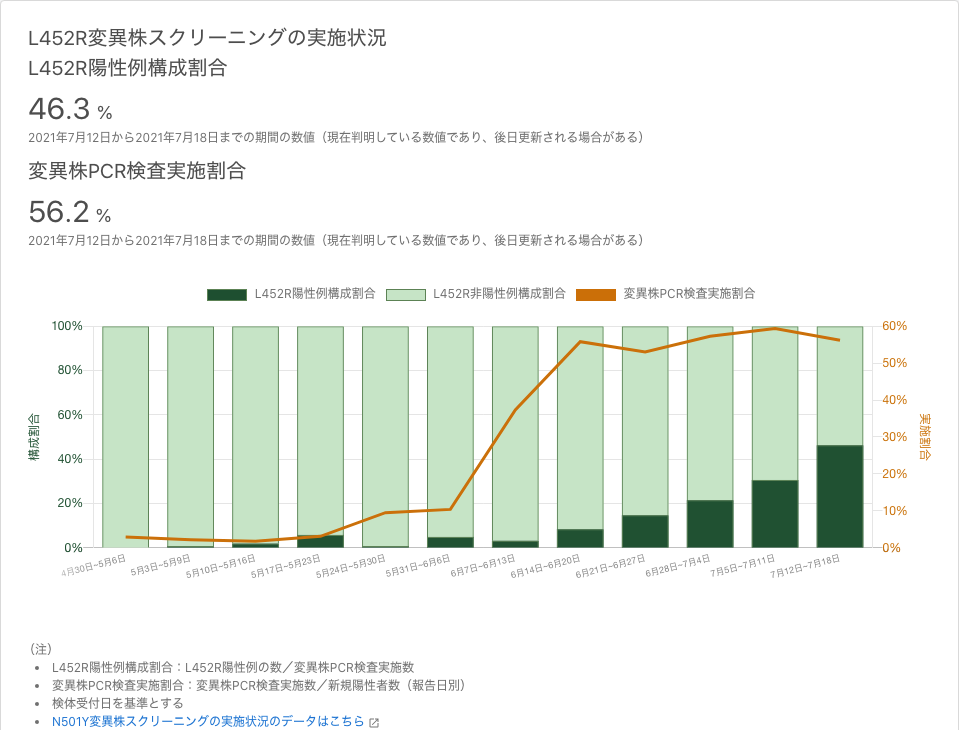 L452R変異株スクリーニングの実施状況
L452R陽性例構成割合
46.3 %
2021年7月12日から2021年7月18日までの期間の数値（現在判明している数値であり、後日更新される場合がある）
変異株PCR検査実施割合
56.2 %
2021年7月12日から2021年7月18日までの期間の数値（現在判明している数値であり、後日更新される場合がある）
L452R陽性例構成割合 L452R非陽性例構成割合 変異株PCR検査実施割合
100% 60%
80% 50%
60% 40%
40% 30%
20% 20%
0% 10%
0%
構成割合
実施割合
4月30日~5月6日 5月3日~5月9日 5月10日~5月16日 5月17日~5月23日 5月24日~5月30日 5月31日~6月6日 6月7日~6月13日 6月14日~6月20日 6月21日~6月27日 6月28日~7月4日 7月5日~7月11日 7月12日~7月18日
（注）
• L452R陽性例構成割合：L452R陽性例の数／変異株PCR検査実施数
• 変異株PCR検査実施割合：変異株PCR検査実施数／新規陽性者数（報告日別）
• 検体受付日を基準とする
• N501Y変異株スクリーニングの実施状況のデータはこちら